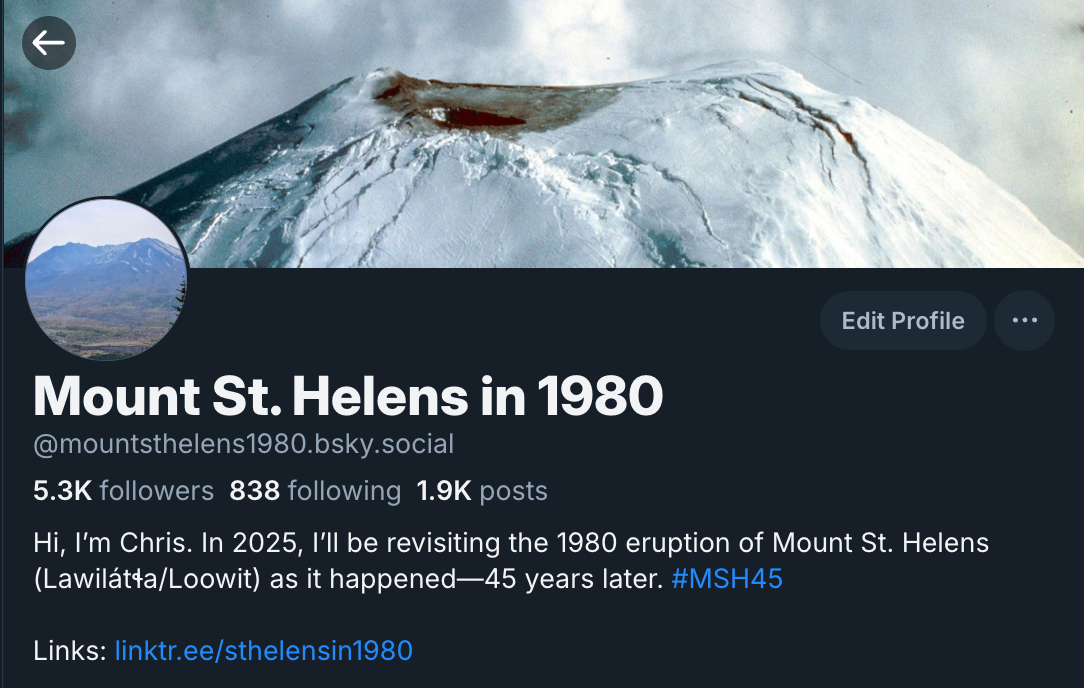 Edit Profile
Mount St. Helens in 1980
@mountsthelens1980.bsky.social
5.3K followers 838 following 1.9K posts
Hi, I’m Chris. In 2025, I’ll be revisiting the 1980 eruption of Mount St. Helens
(Lawilátɬa/Loowit) as it happened—45 years later. #MSH45
Links: linktr.ee/sthelensin1980